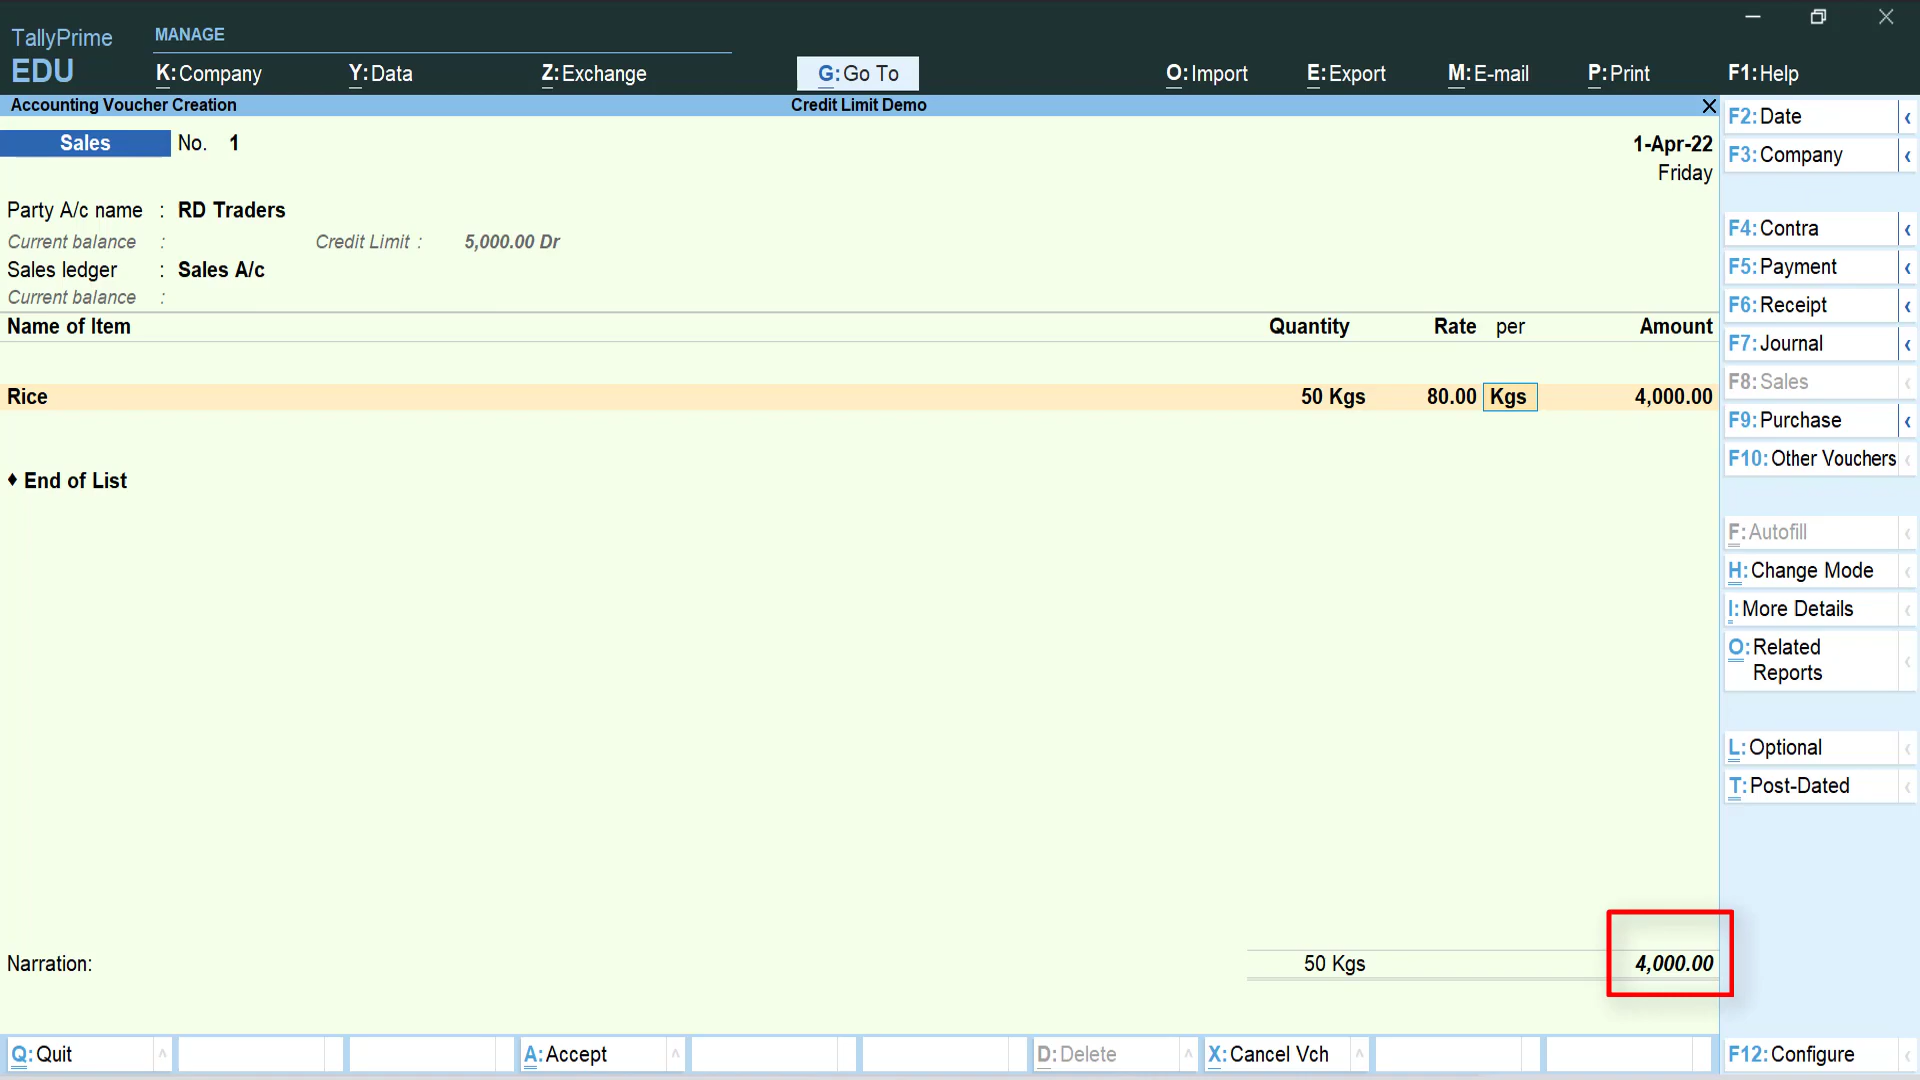 TallyPrime
EDU
MANAGE
K:Company Y:Data Z:Exchange G:Go To O:Import E:Export M:E-mail P:Print F1:Help
Accounting Voucher Creation Credit Limit Demo X
Sales No. 1 1-Apr-22
Friday
Party A/c name : RD Traders
Current balance : Credit Limit : 5,000.00 Dr
Sales ledger : Sales A/c
Current balance :
Name of Item Quantity Rate per Amount
Rice 50 Kgs 80.00 Kgs 4,000.00
♦ End of List
Narration: 50 Kgs 4,000.00
F2:Date
F3:Company
F4:Contra
F5:Payment
F6:Receipt
F7:Journal
F8:Sales
F9:Purchase
F10:Other Vouchers
F:Autofill
H:Change Mode
I:More Details
O:Related
Reports
L:Optional
T:Post-Dated
Q:Quit A:Accept D:Delete X:Cancel Vch F12:Configure